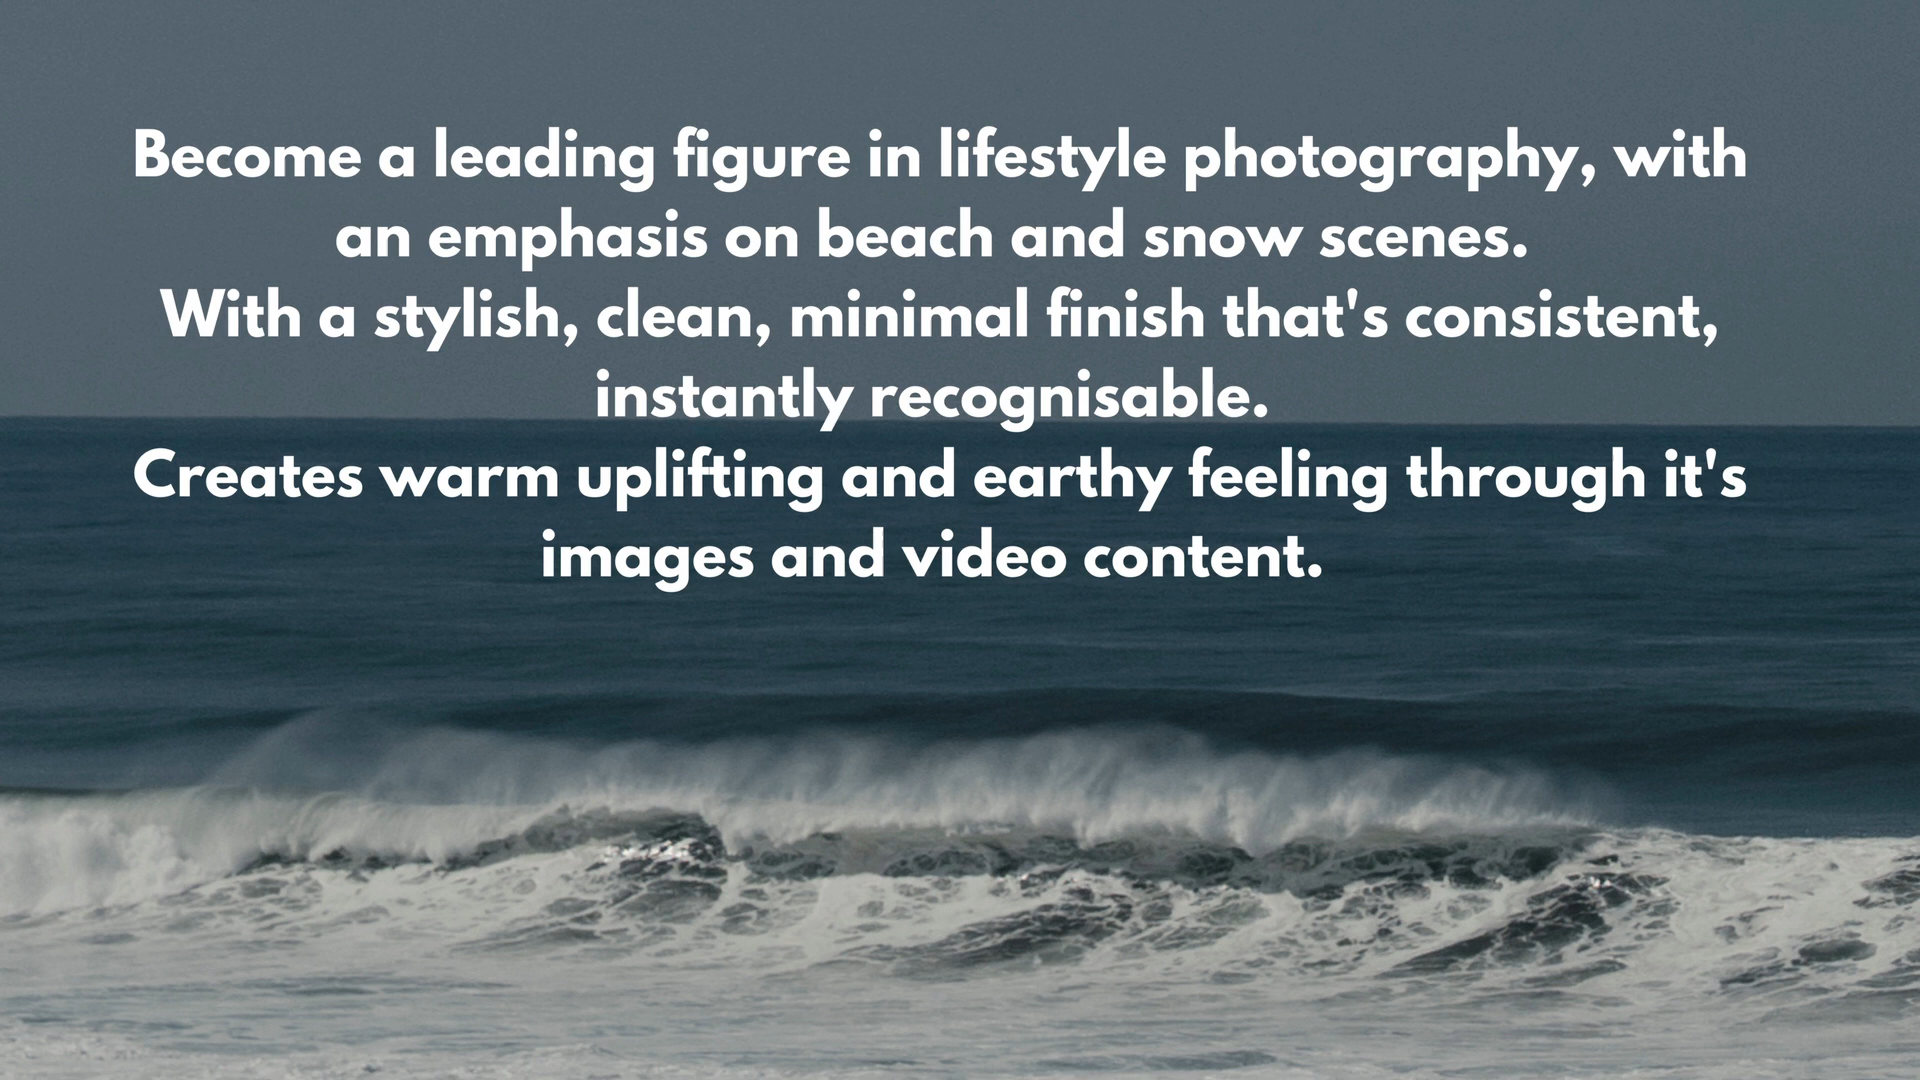 Become a leading figure in lifestyle photography, with
an emphasis on beach and snow scenes.
With a stylish, clean, minimal finish that's consistent,
instantly recognisable.
Creates warm uplifting and earthy feeling through it's
images and video content.